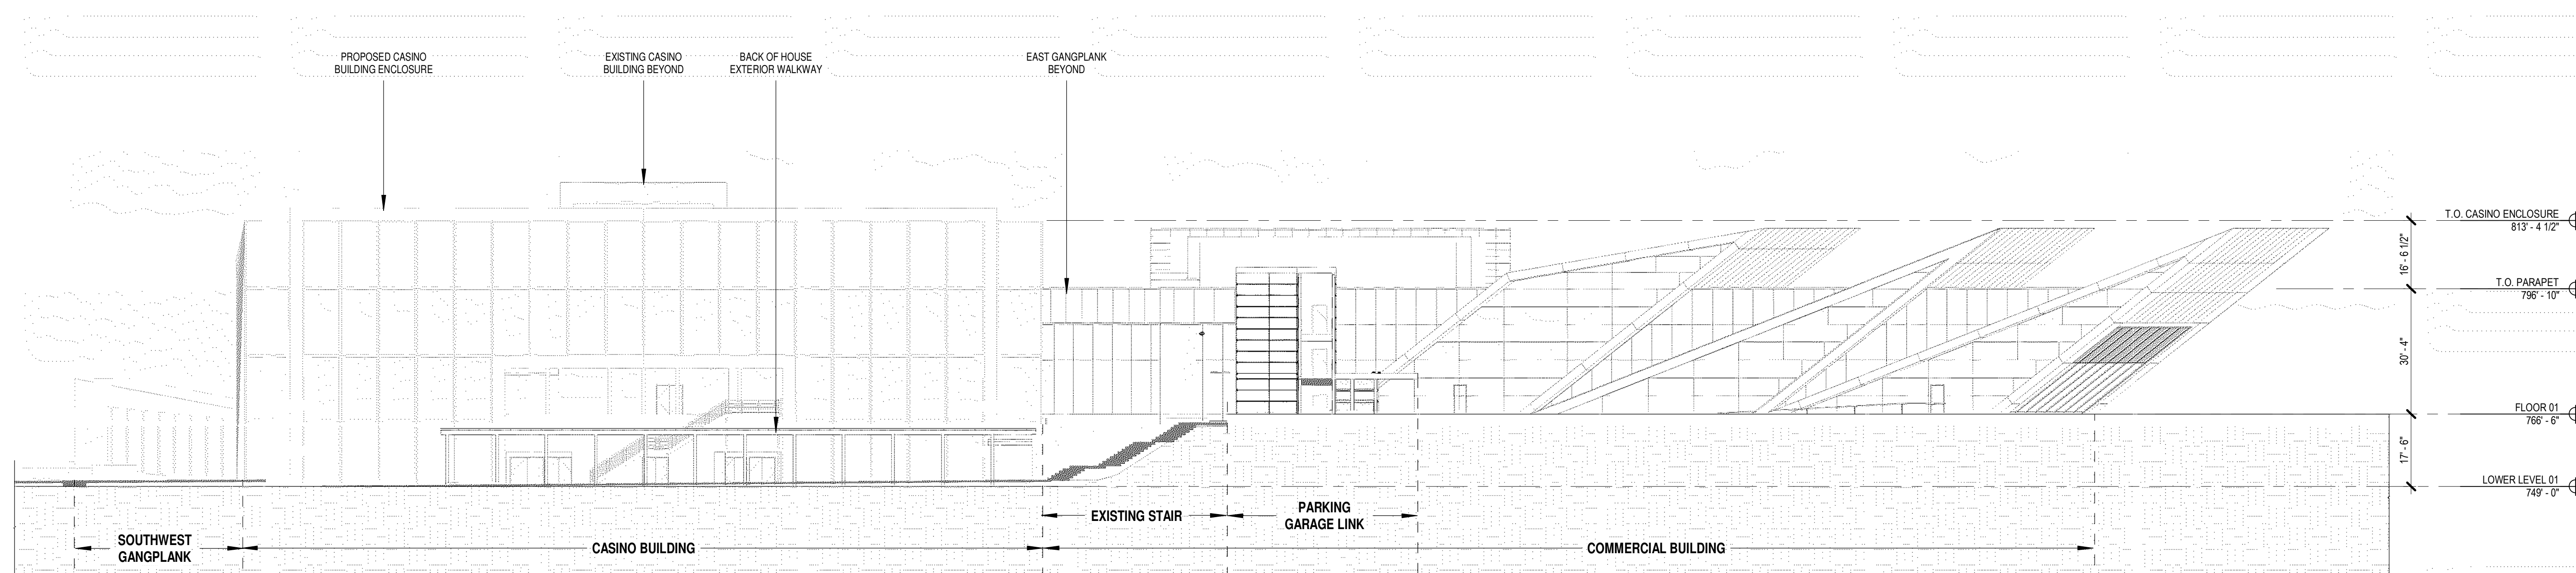 PROPOSED CASINO
BUILDING ENCLOSURE
EXISTING CASINO
BUILDING BEYOND
BACK OF HOUSE
EXTERIOR WALKWAY
EAST GANGPLANK
BEYOND
T.O. CASINO ENCLOSURE
813' - 4 1/2"
16' - 6 1/2"
T.O. PARAPET
796' - 10"
30' - 4"
FLOOR 01
766' - 6"
17' - 6"
LOWER LEVEL 01
749' - 0"
EXISTING STAIR
PARKING
GARAGE LINK
SOUTHWEST
GANGPLANK
CASINO BUILDING
COMMERCIAL BUILDING